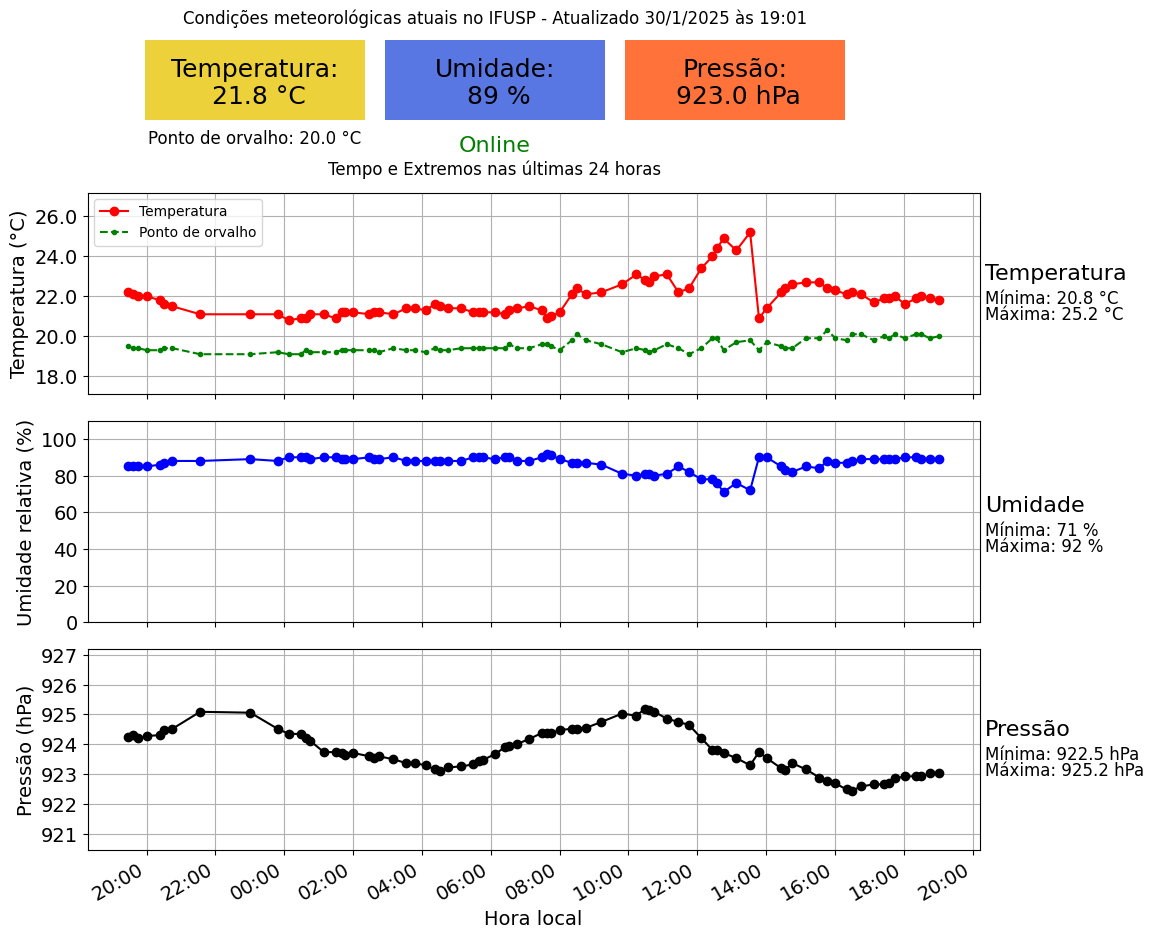 Condições meteorológicas atuais no IFUSP - Atualizado 30/1/2025 às 19:01
Temperatura:
21.8 °C
Umidade:
89 %
Pressão:
923.0 hPa
Ponto de orvalho: 20.0 °C
Online
Tempo e Extremos nas últimas 24 horas
Temperatura (°C)
26.0
24.0
22.0
20.0
18.0
Temperatura
Ponto de orvalho
Temperatura
Mínima: 20.8 °C
Máxima: 25.2 °C
Umidade relativa (%)
100
80
60
40
20
0
Umidade
Mínima: 71 %
Máxima: 92 %
Pressão (hPa)
927
926
925
924
923
922
921
Pressão
Mínima: 922.5 hPa
Máxima: 925.2 hPa
20:00 22:00 00:00 02:00 04:00 06:00 08:00 10:00 12:00 14:00 16:00 18:00 20:00
Hora local